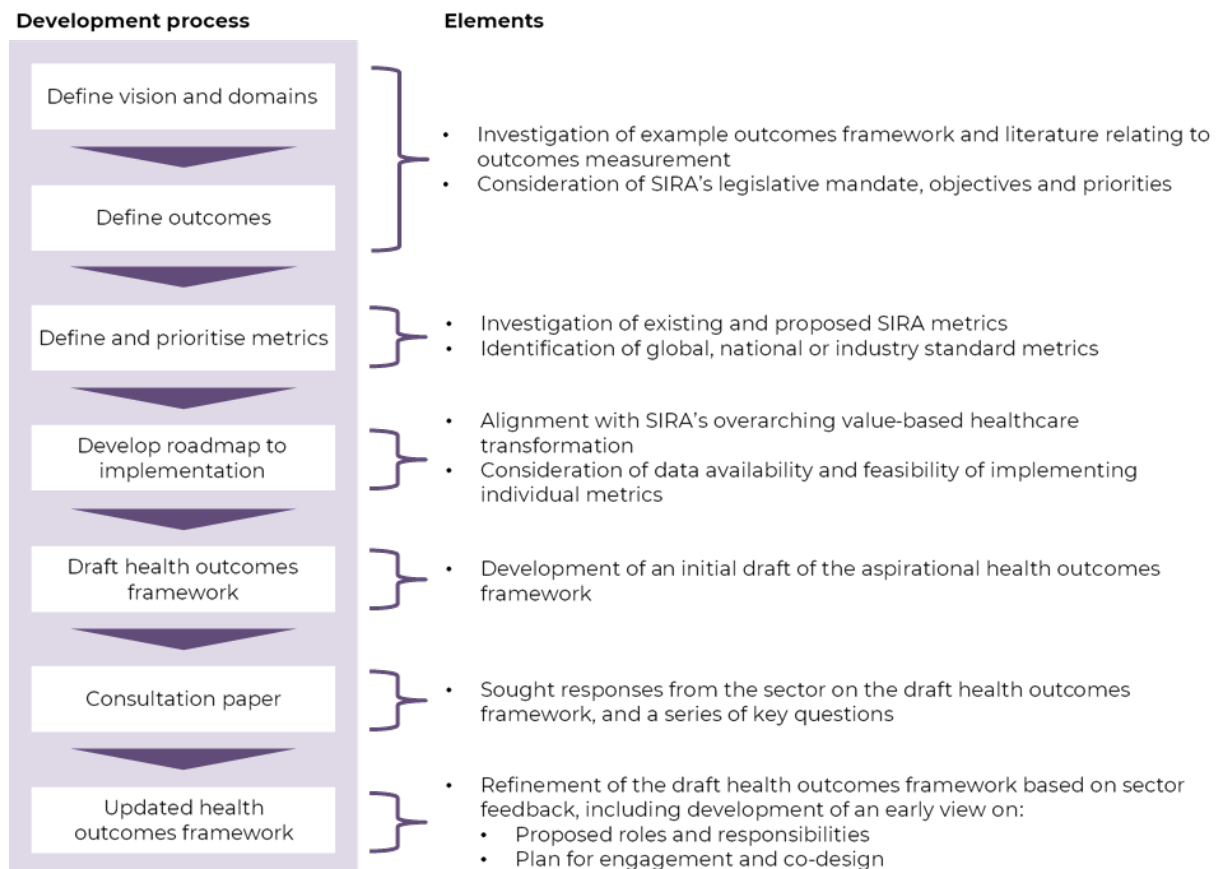 Development process
Elements
Define vision and domains
Define outcomes
• Investigation of example outcomes framework and literature relating to
outcomes measurement
• Consideration of SIRA's legislative mandate, objectives and priorities
Define and prioritise metrics
• Investigation of existing and proposed SIRA metrics
• Identification of global, national or industry standard metrics
Develop roadmap to
implementation
• Alignment with SIRA's overarching value-based healthcare
transformation
• Consideration of data availability and feasibility of implementing
individual metrics
Draft health outcomes
framework
• Development of an initial draft of the aspirational health outcomes
framework
Consultation paper
• Sought responses from the sector on the draft health outcomes
framework, and a series of key questions
Updated health
outcomes framework
• Refinement of the draft health outcomes framework based on sector
feedback, including development of an early view on:
• Proposed roles and responsibilities
• Plan for engagement and co-design